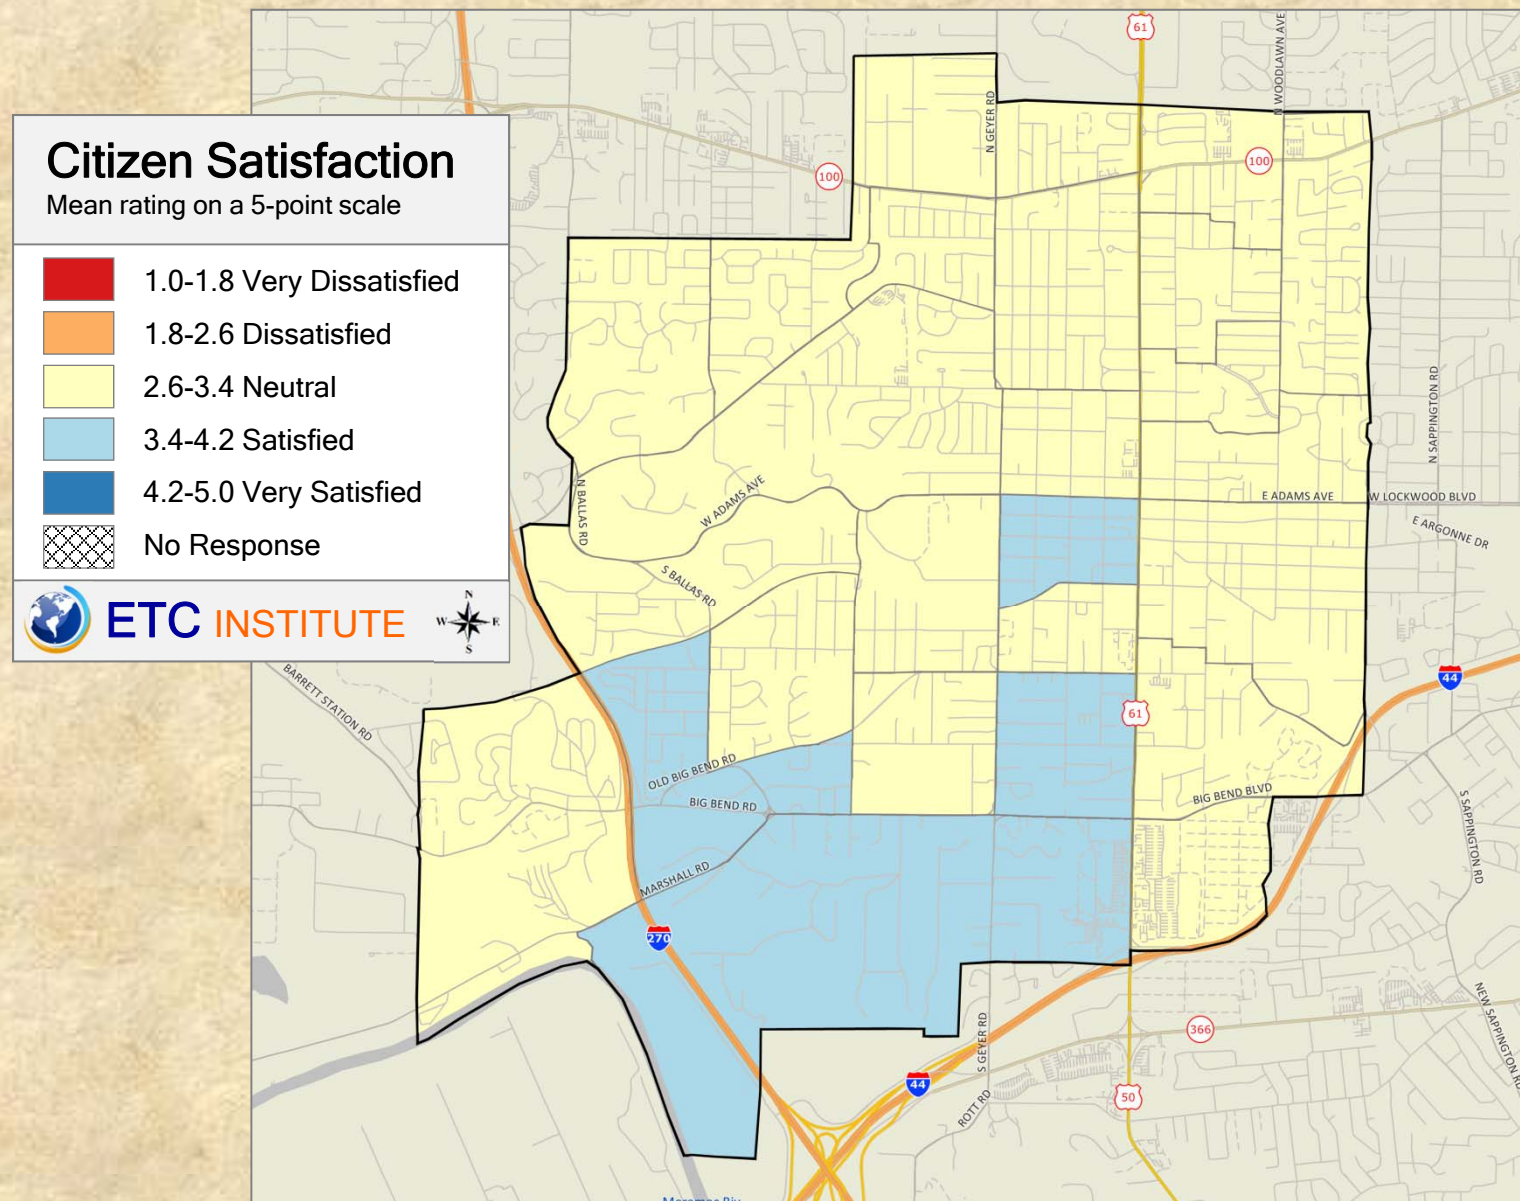 Citizen Satisfaction
Mean rating on a 5-point scale
1.0-1.8 Very Dissatisfied
1.8-2.6 Dissatisfied
2.6-3.4 Neutral
3.4-4.2 Satisfied
4.2-5.0 Very Satisfied
No Response
ETC INSTITUTE
N
W
E
S
61
N WOODLAWN AVE
N GEYER RD
100
100
N SAPPINGTON RD
N BALLAS RD
W ADAMS AVE
E ADAMS AVE
W LOCKWOOD BLVD
E ARGONNE DR
S BALLAS RD
BARRETT STATION RD
44
61
OLD BIG BEND RD
BIG BEND RD
BIG BEND BLVD
S SAPPINGTON RD
MARSHALL RD
270
NEW SAPPINGTON RD
S GEYER RD
366
44
50
ROTT RD